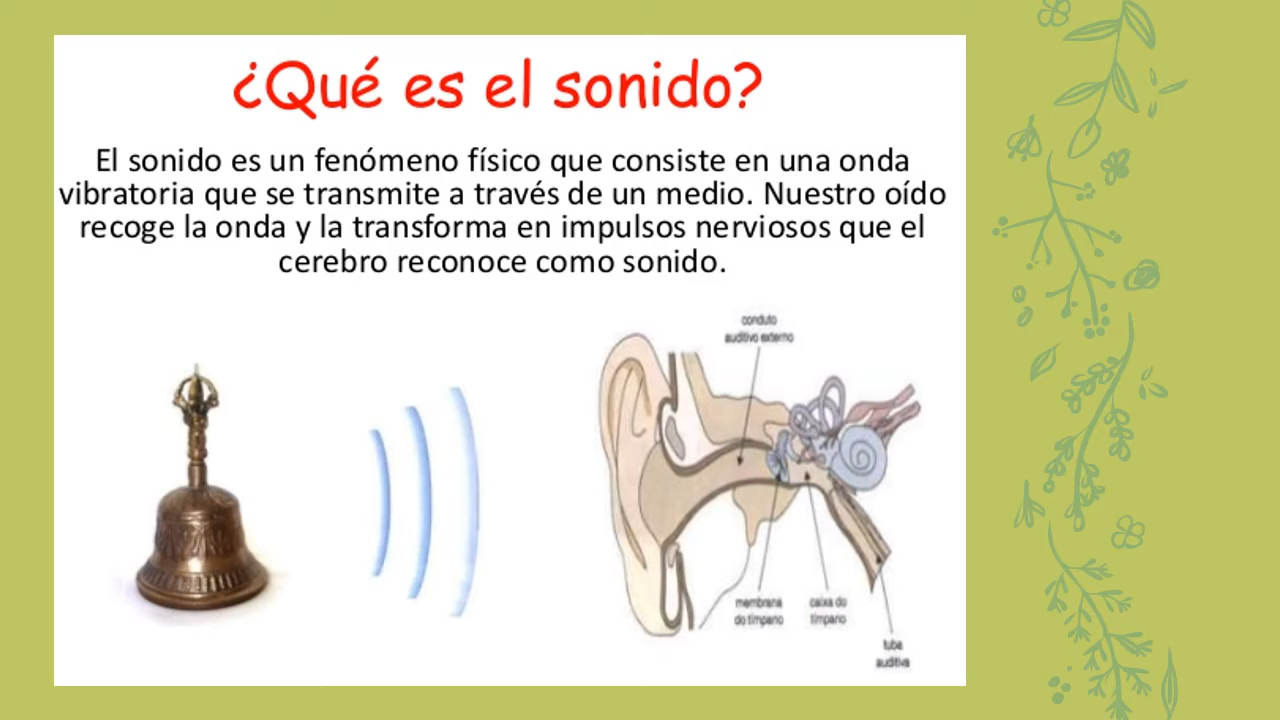 ¿Qué es el sonido?
El sonido es un fenómeno físico que consiste en una onda
vibratoria que se transmite a través de un medio. Nuestro oído
recoge la onda y la transforma en impulsos nerviosos que el
cerebro reconoce como sonido.
conduto
auditivo externo
membrana
do tímpano
caixa do
tímpano
tuba
auditiva